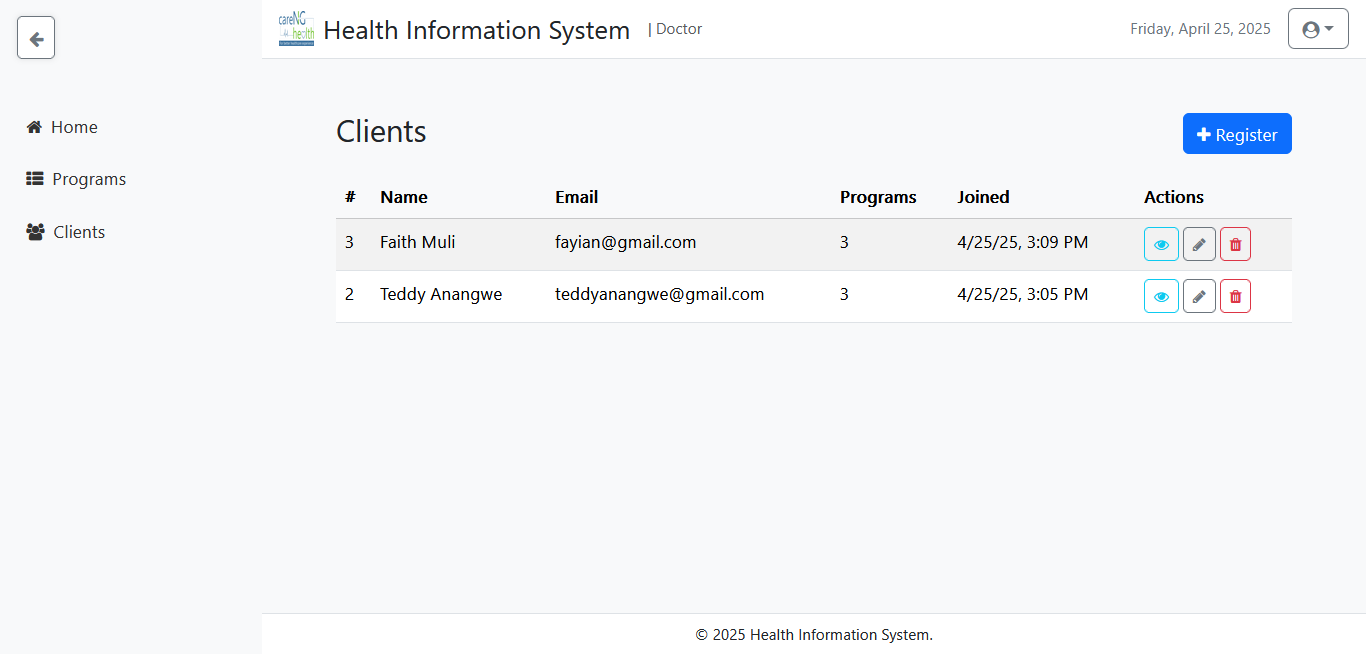 careNG
health
Health Information System | Doctor
Friday, April 25, 2025
Home
Programs
Clients
Clients
Register
# Name Email Programs Joined Actions
3 Faith Muli fayian@gmail.com 3 4/25/25, 3:09 PM
2 Teddy Anangwe teddyanangwe@gmail.com 3 4/25/25, 3:05 PM
© 2025 Health Information System.